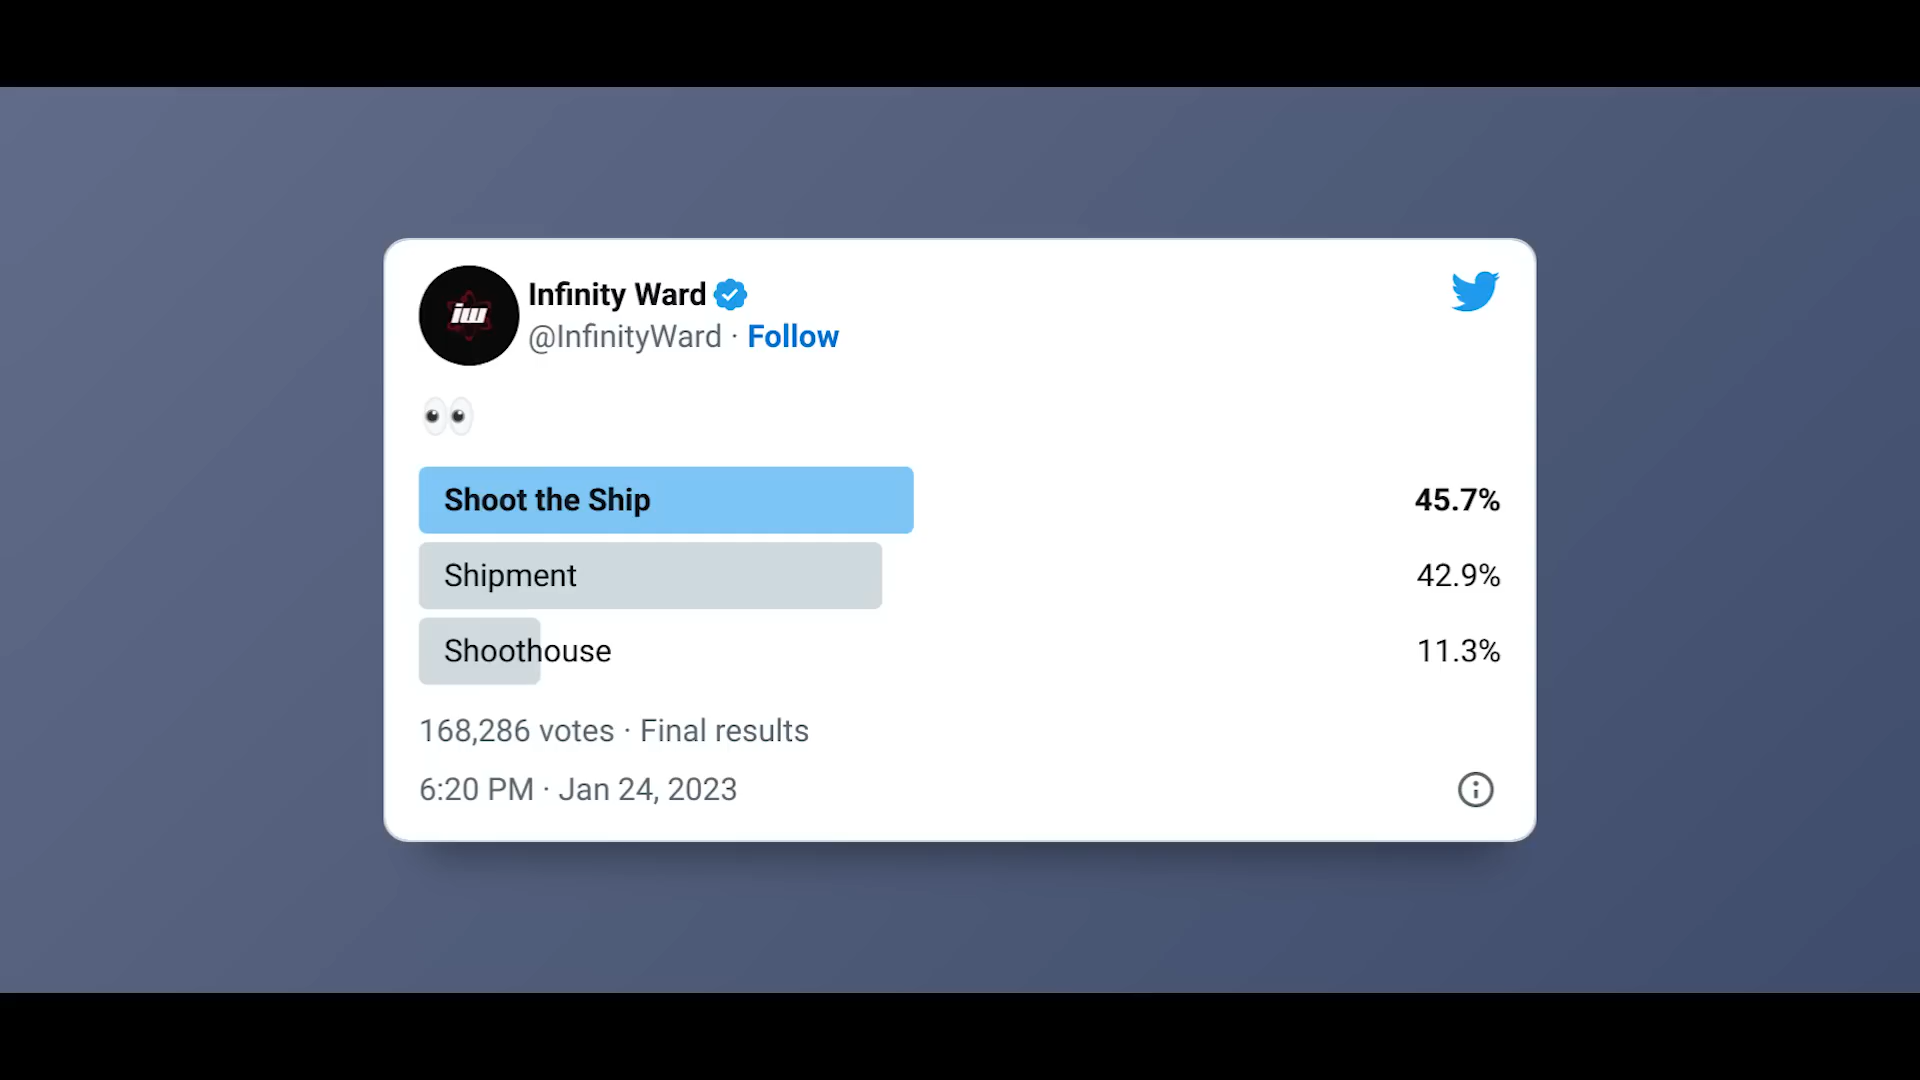 iw
Infinity Ward
@InfinityWard · Follow
👀
Shoot the Ship 45.7%
Shipment 42.9%
Shoothouse 11.3%
168,286 votes · Final results
6:20 PM · Jan 24, 2023